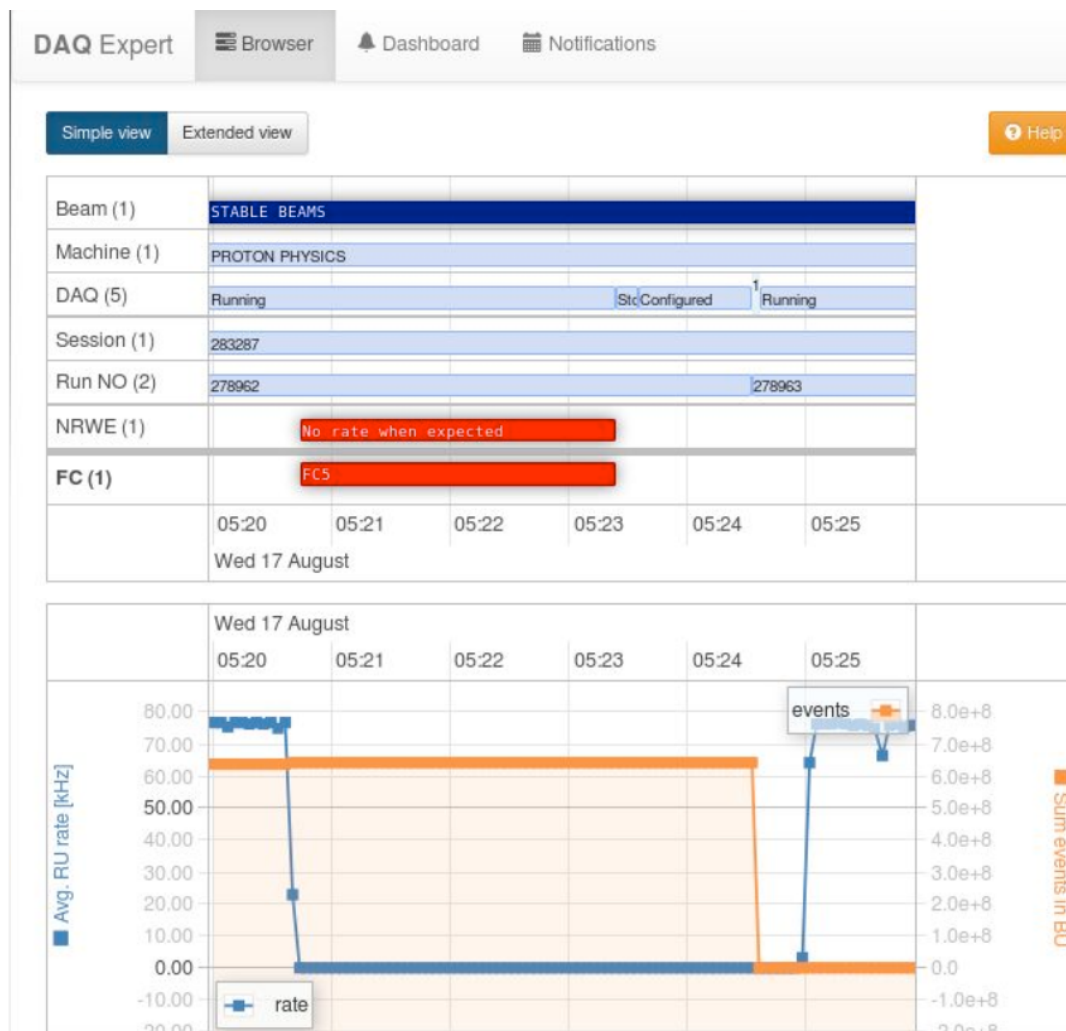 DAQ Expert Browser Dashboard Notifications
Simple view Extended view Help
Beam (1) STABLE BEAMS
Machine (1) PROTON PHYSICS
DAQ (5) Running Sto Configured 1 Running
Session (1) 283287
Run NO (2) 278962 278963
NRWE (1) No rate when expected
FC (1) FC5
05:20 05:21 05:22 05:23 05:24 05:25
Wed 17 August
Wed 17 August
05:20 05:21 05:22 05:23 05:24 05:25
events
80.00 8.0e+8
70.00 7.0e+8
60.00 6.0e+8
50.00 5.0e+8
40.00 4.0e+8
30.00 3.0e+8
20.00 2.0e+8
10.00 1.0e+8
0.00 0.0
-10.00 -1.0e+8
rate
Avg. RU rate [kHz]
Sum events in BU